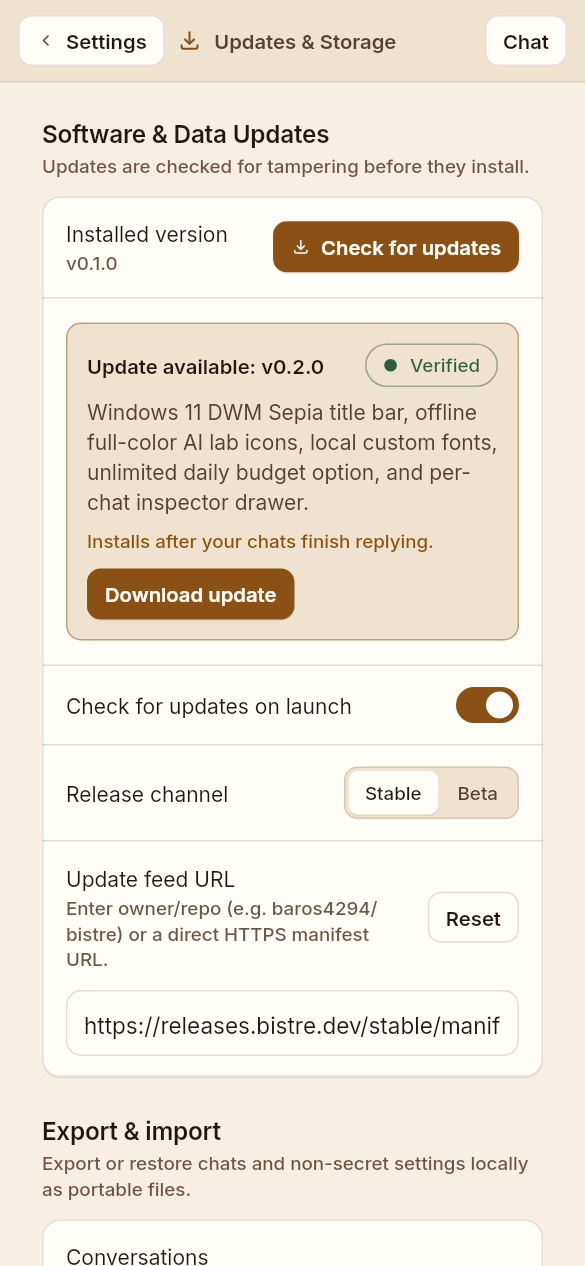 Settings
Updates & Storage
Chat
Software & Data Updates
Updates are checked for tampering before they install.
Installed version
v0.1.0
Check for updates
Update available: v0.2.0
Verified
Windows 11 DWM Sepia title bar, offline
full-color AI lab icons, local custom fonts,
unlimited daily budget option, and per-
chat inspector drawer.
Installs after your chats finish replying.
Download update
Check for updates on launch
Release channel
Stable
Beta
Update feed URL
Enter owner/repo (e.g. baros4294/
bistre) or a direct HTTPS manifest
URL.
Reset
https://releases.bistre.dev/stable/manif
Export & import
Export or restore chats and non-secret settings locally
as portable files.
Conversations